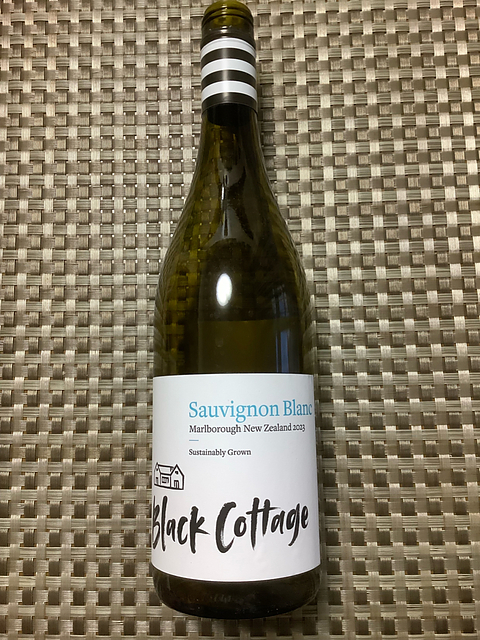 Sauvignon Blanc
Marlborough New Zealand 2023
Sustainably Grown
Black Cottage